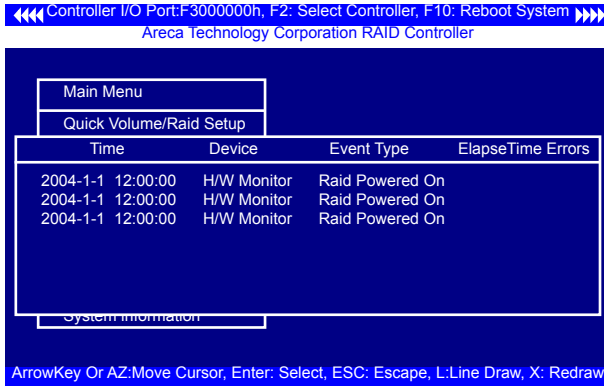 Controller I/O Port:F3000000h, F2: Select Controller, F10: Reboot System
Areca Technology Corporation RAID Controller
Main Menu
Quick Volume/Raid Setup
Time Device Event Type ElapseTime Errors
2004-1-1 12:00:00 H/W Monitor Raid Powered On
2004-1-1 12:00:00 H/W Monitor Raid Powered On
2004-1-1 12:00:00 H/W Monitor Raid Powered On
System Information
ArrowKey Or AZ:Move Cursor, Enter: Select, ESC: Escape, L:Line Draw, X: Redraw